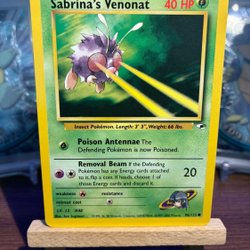 Sabrina's Venonat 40 HP
Insect Pokémon. Length: 3' 3", Weight: 66 lbs.
Poison Antennae The
Defending Pokémon is now Poisoned.
Removal Beam If the Defending
Pokémon has any Energy cards attached
to it, flip a coin. If heads, choose 1 of
those Energy cards and discard it.
20
weakness
resistance
retreat cost